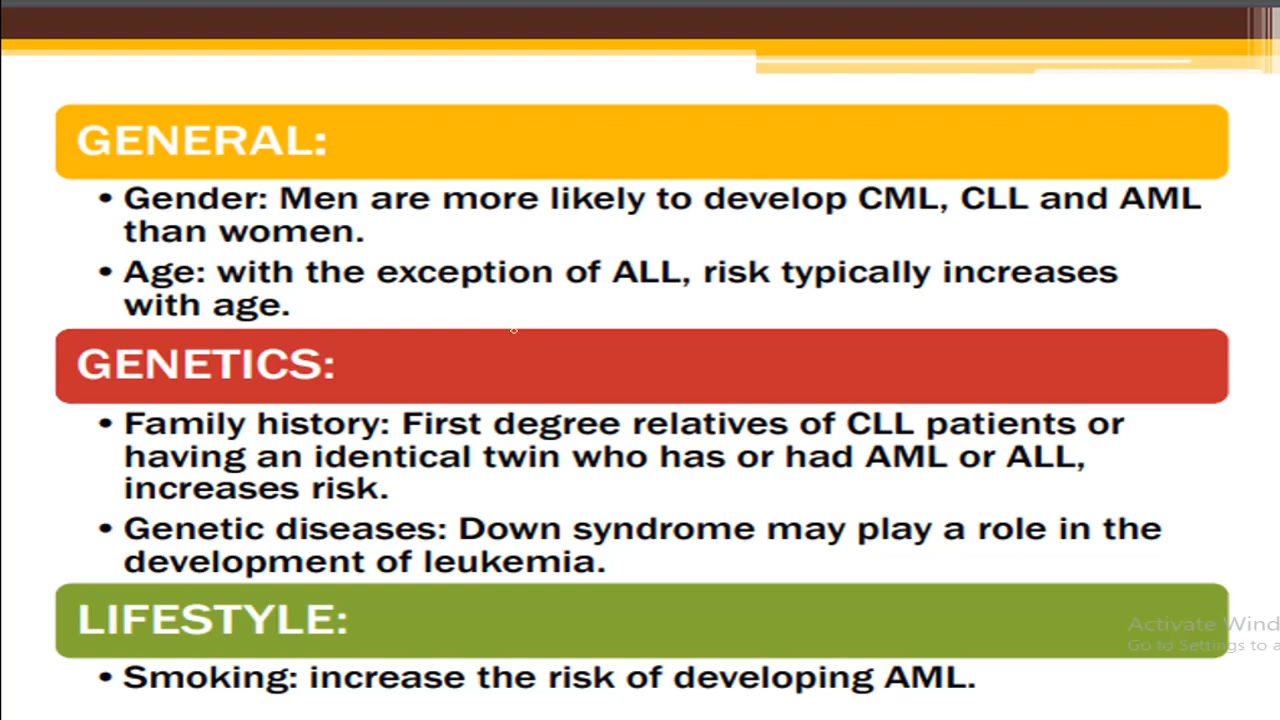 GENERAL:
• Gender: Men are more likely to develop CML, CLL and AML
than women.
• Age: with the exception of ALL, risk typically increases
with age.
GENETICS:
• Family history: First degree relatives of CLL patients or
having an identical twin who has or had AML or ALL,
increases risk.
• Genetic diseases: Down syndrome may play a role in the
development of leukemia.
LIFESTYLE:
Activate Wind
Go to Settings to a
• Smoking: increase the risk of developing AML.